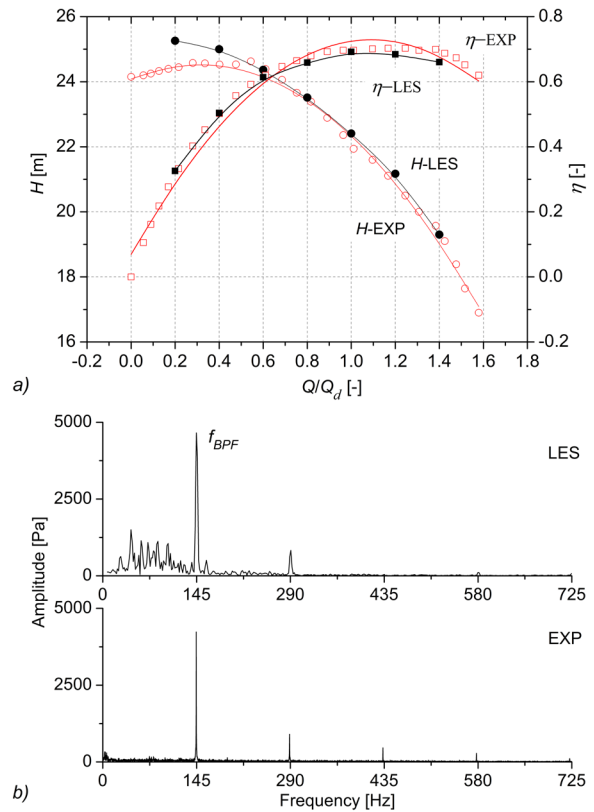 26
24
22
20
18
16
H [m]
0.8
0.6
0.4
0.2
0.0
-0.2
η [-]
η-EXP
η-LES
H-LES
H-EXP
-0.2 0.0 0.2 0.4 0.6 0.8 1.0 1.2 1.4 1.6 1.8
Q/Qd [-]
a)
5000
2500
0
fBPF
LES
0 145 290 435 580 725
Amplitude [Pa]
5000
2500
0
EXP
0 145 290 435 580 725
Frequency [Hz]
b)